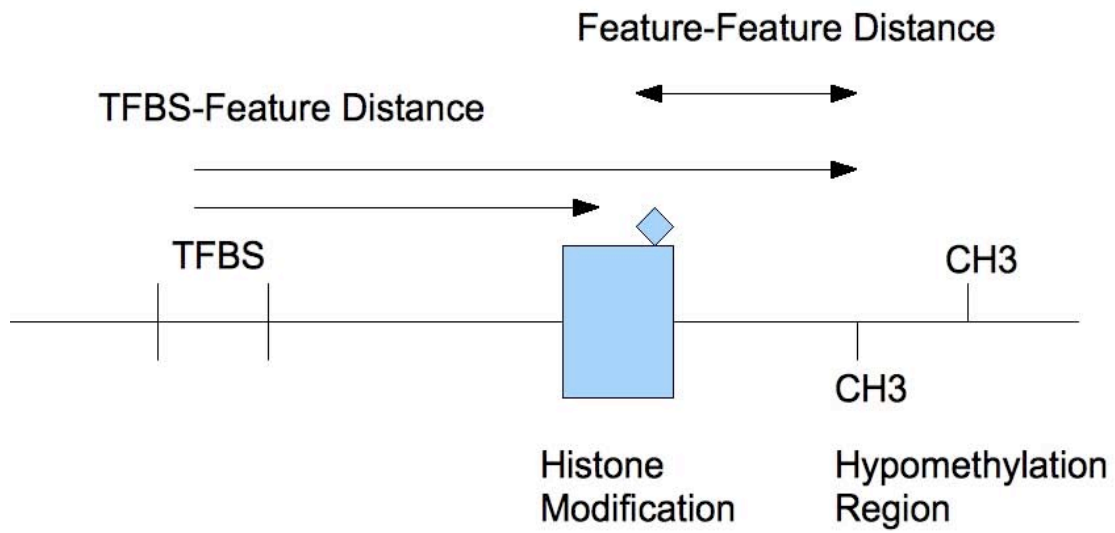 Feature-Feature Distance
TFBS-Feature Distance
TFBS
CH3
CH3
Histone
Modification
Hypomethylation
Region